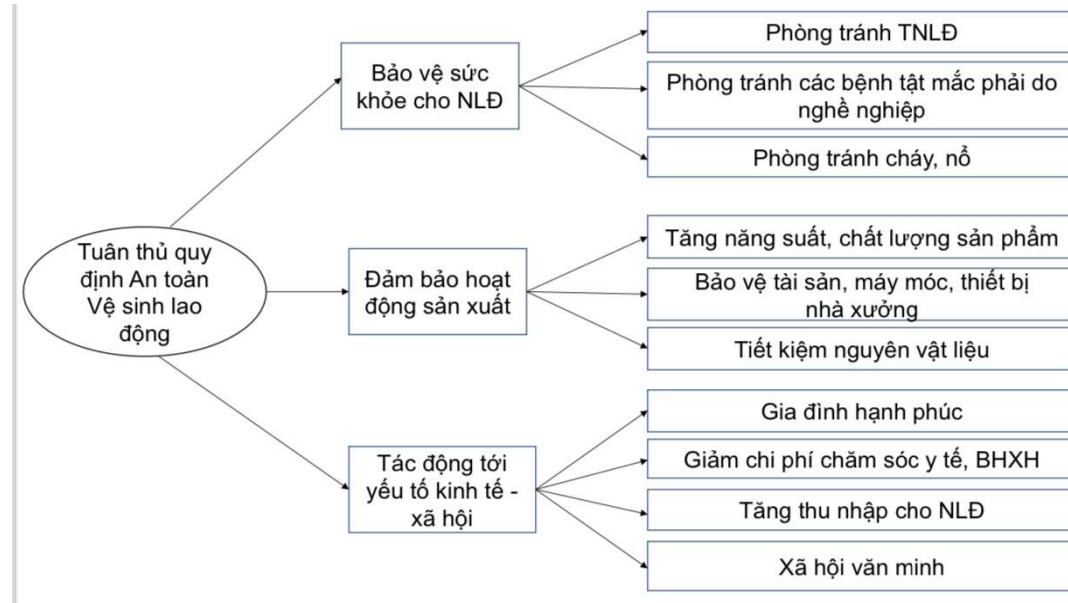 Tuân thủ quy
định An toàn
Vệ sinh lao
động
Bảo vệ sức
khỏe cho NLĐ
Phòng tránh TNLĐ
Phòng tránh các bệnh tật mắc phải do
nghề nghiệp
Phòng tránh cháy, nổ
Đảm bảo hoạt
động sản xuất
Tăng năng suất, chất lượng sản phẩm
Bảo vệ tài sản, máy móc, thiết bị
nhà xưởng
Tiết kiệm nguyên vật liệu
Tác động tới
yếu tố kinh tế -
xã hội
Gia đình hạnh phúc
Giảm chi phí chăm sóc y tế, BHXH
Tăng thu nhập cho NLĐ
Xã hội văn minh